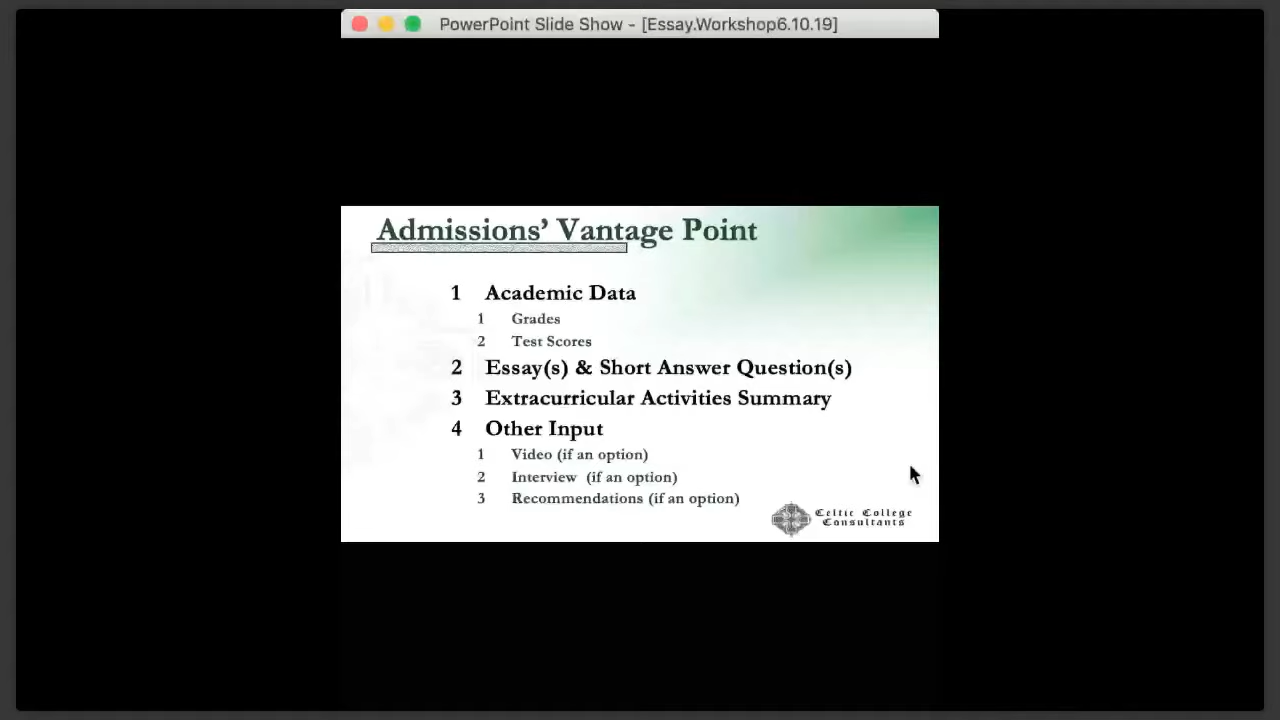 PowerPoint Slide Show - [Essay.Workshop6.10.19]
Admissions’ Vantage Point
1 Academic Data
1 Grades
2 Test Scores
2 Essay(s) & Short Answer Question(s)
3 Extracurricular Activities Summary
4 Other Input
1 Video (if an option)
2 Interview (if an option)
3 Recommendations (if an option)
Celtic College
Consultants